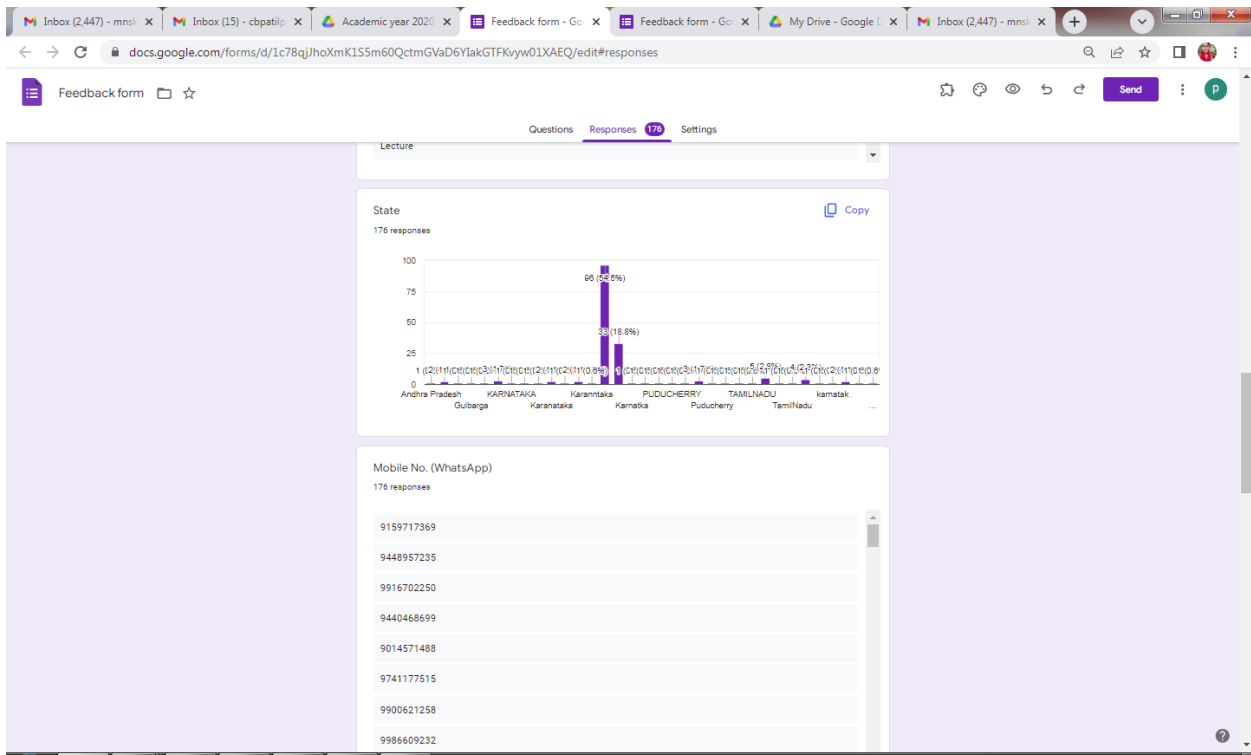 Inbox (2,447) - mnsk Inbox (15) - cbpatilp Academic year 2020 Feedback form - Goo Feedback form - Goo My Drive - Google D Inbox (2,447) - mnsk
docs.google.com/forms/d/1c78qjJhoXmK1S5m60QctmGVaD6YIakGTFKvyw01XAEQ/edit#responses
Feedback form Send p
Questions Responses 176 Settings
Lecture
State Copy
176 responses
100
96 (54.5%)
75
50
33 (18.8%)
25
0
Andhra Pradesh KARNATAKA Karanntaka PUDUCHERRY TAMILNADU karnatak
Gulbarga Karanataka Karnatka Puducherry TamilNadu ...
Mobile No. (WhatsApp)
176 responses
9159717369
9448957235
9916702250
9440468699
9014571488
9741177515
9900621258
9986609232